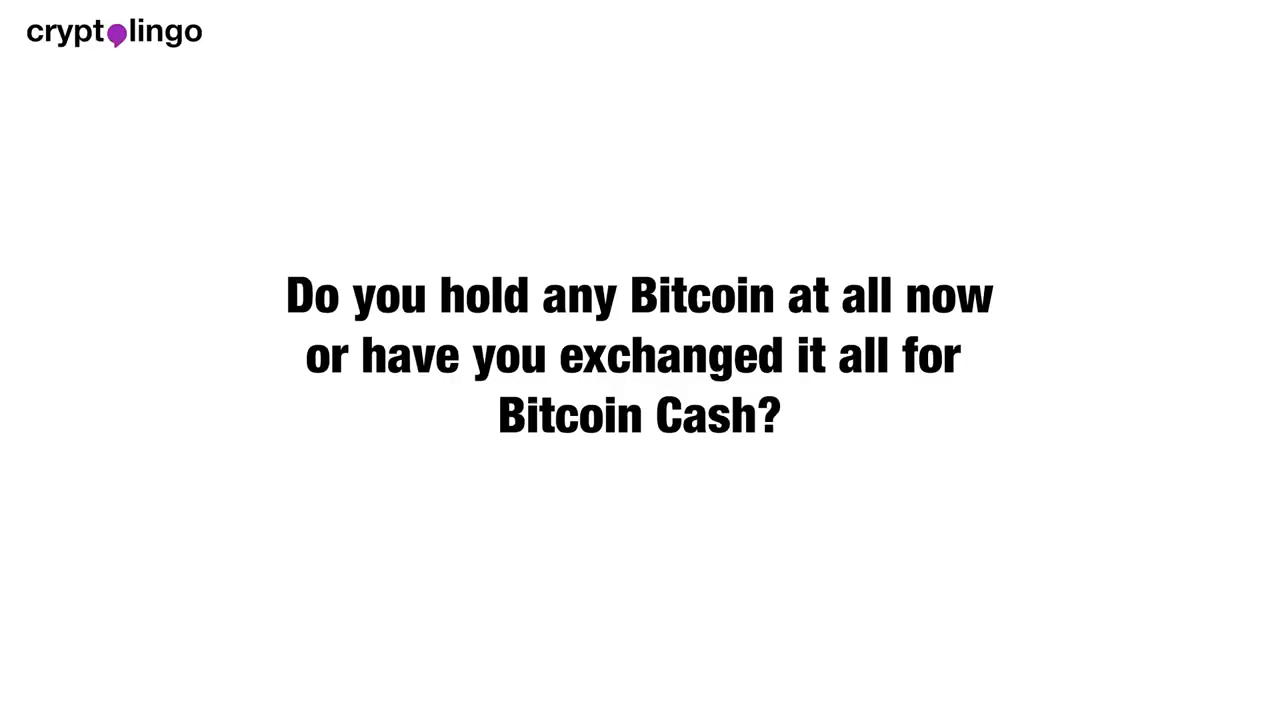 cryptolingo
Do you hold any Bitcoin at all now
or have you exchanged it all for
Bitcoin Cash?